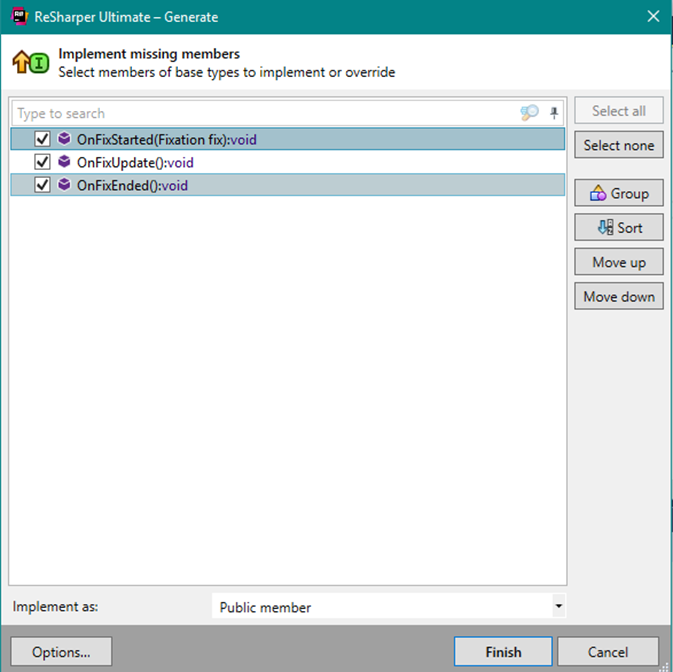 ReSharper Ultimate – Generate
Implement missing members
Select members of base types to implement or override
Type to search
Select all
OnFixStarted(Fixation fix):void
Select none
OnFixUpdate():void
OnFixEnded():void
Group
Sort
Move up
Move down
Implement as:
Public member
Options...
Finish
Cancel